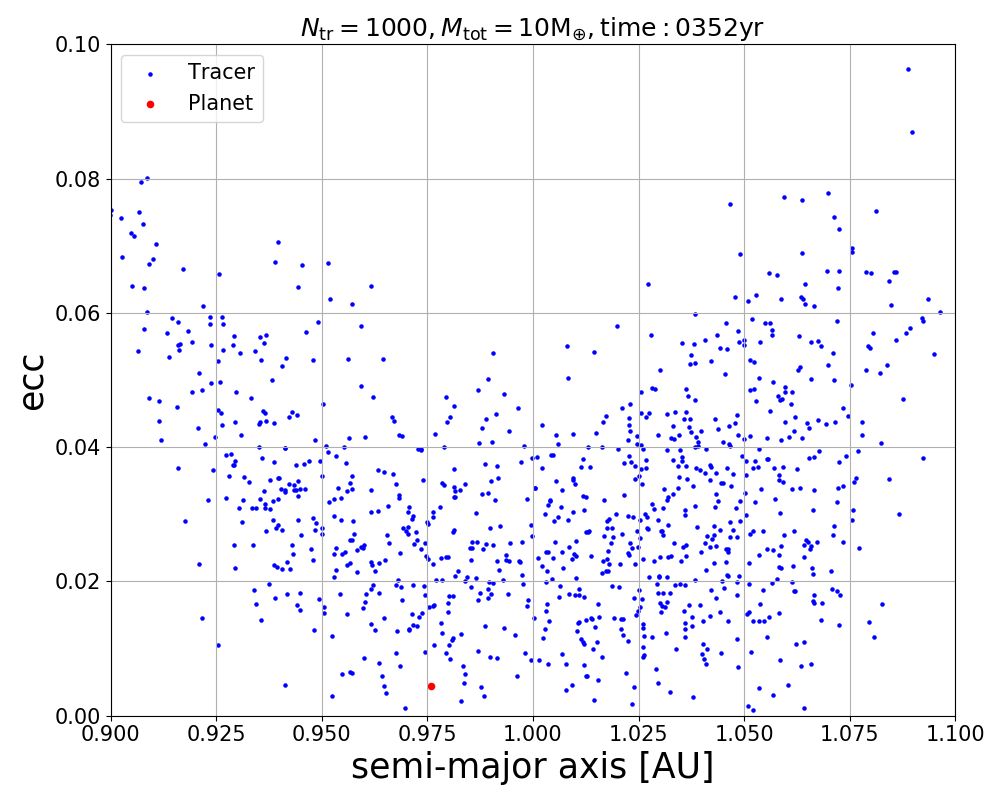 N_tr = 1000, M_tot = 10M_⊕, time : 0352yr
Tracer
Planet
0.10
0.08
0.06
0.04
0.02
0.00
ecc
0.900 0.925 0.950 0.975 1.000 1.025 1.050 1.075 1.100
semi-major axis [AU]